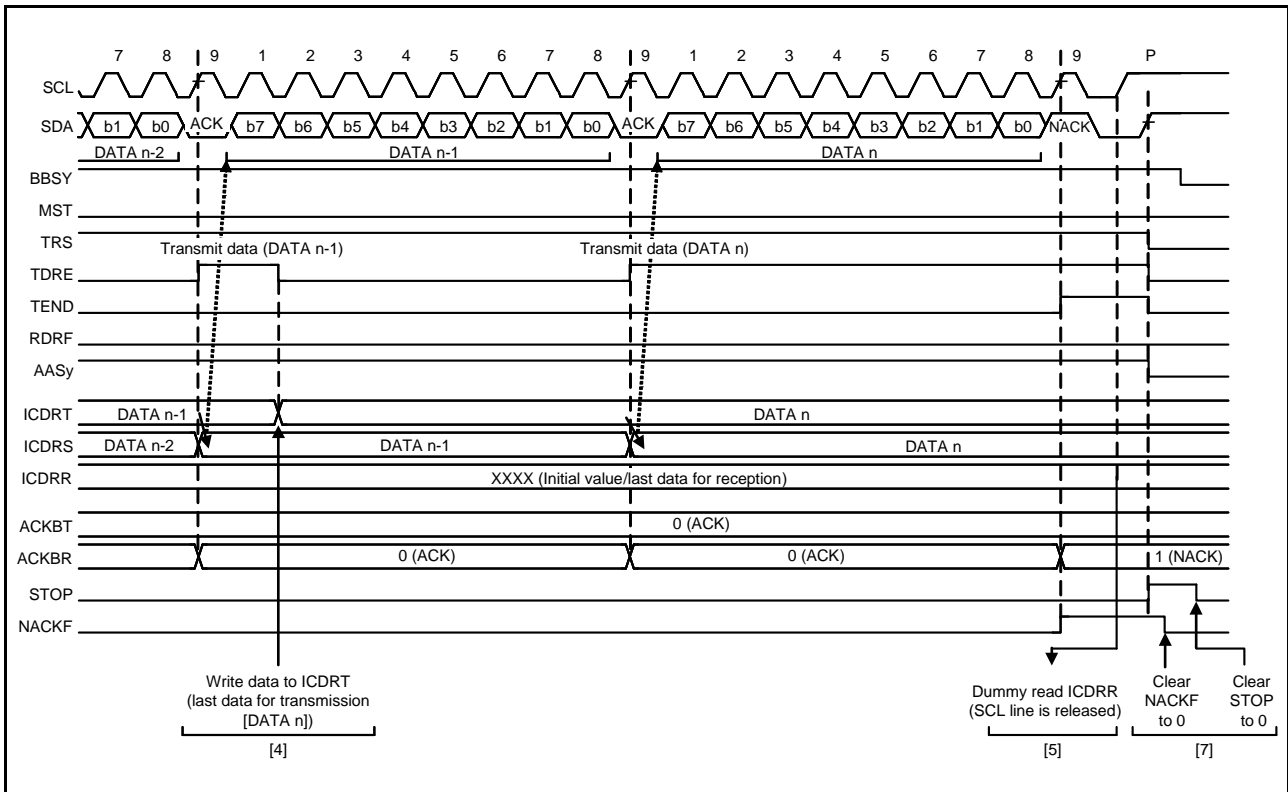 7 8 9 1 2 3 4 5 6 7 8 9 1 2 3 4 5 6 7 8 9 P
SCL
SDA b1 b0 ACK b7 b6 b5 b4 b3 b2 b1 b0 ACK b7 b6 b5 b4 b3 b2 b1 b0 NACK
DATA n-2 DATA n-1 DATA n
BBSY
MST
TRS
Transmit data (DATA n-1) Transmit data (DATA n)
TDRE
TEND
RDRF
AASy
ICDRT DATA n-1 DATA n
ICDRS DATA n-2 DATA n-1 DATA n
ICDRR XXXX (Initial value/last data for reception)
ACKBT 0 (ACK)
ACKBR 0 (ACK) 0 (ACK) 1 (NACK)
STOP
NACKF
Write data to ICDRT
(last data for transmission
[DATA n])
[4]
Dummy read ICDRR
(SCL line is released)
[5]
Clear
NACKF
to 0
Clear
STOP
to 0
[7]